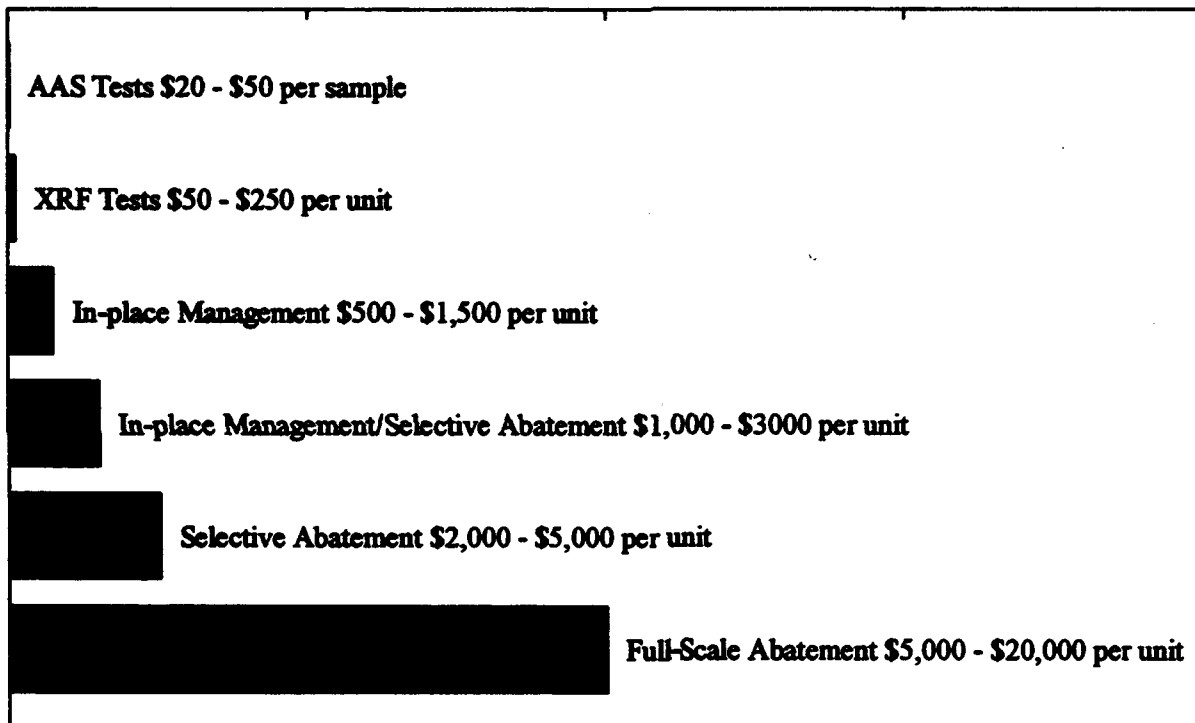 AAS Tests $20 - $50 per sample
XRF Tests $50 - $250 per unit
In-place Management $500 - $1,500 per unit
In-place Management/Selective Abatement $1,000 - $3000 per unit
Selective Abatement $2,000 - $5,000 per unit
Full-Scale Abatement $5,000 - $20,000 per unit